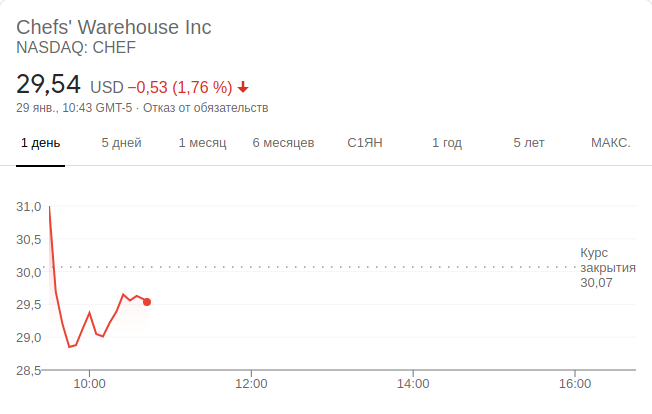 Chefs' Warehouse Inc
NASDAQ: CHEF
29,54 USD −0,53 (1,76 %)
29 янв., 10:43 GMT-5 · Отказ от обязательств
1 день 5 дней 1 месяц 6 месяцев С1ЯН 1 год 5 лет МАКС.
31,0
30,5
Курс
закрытия
30,07
30,0
29,5
29,0
28,5
10:00 12:00 14:00 16:00